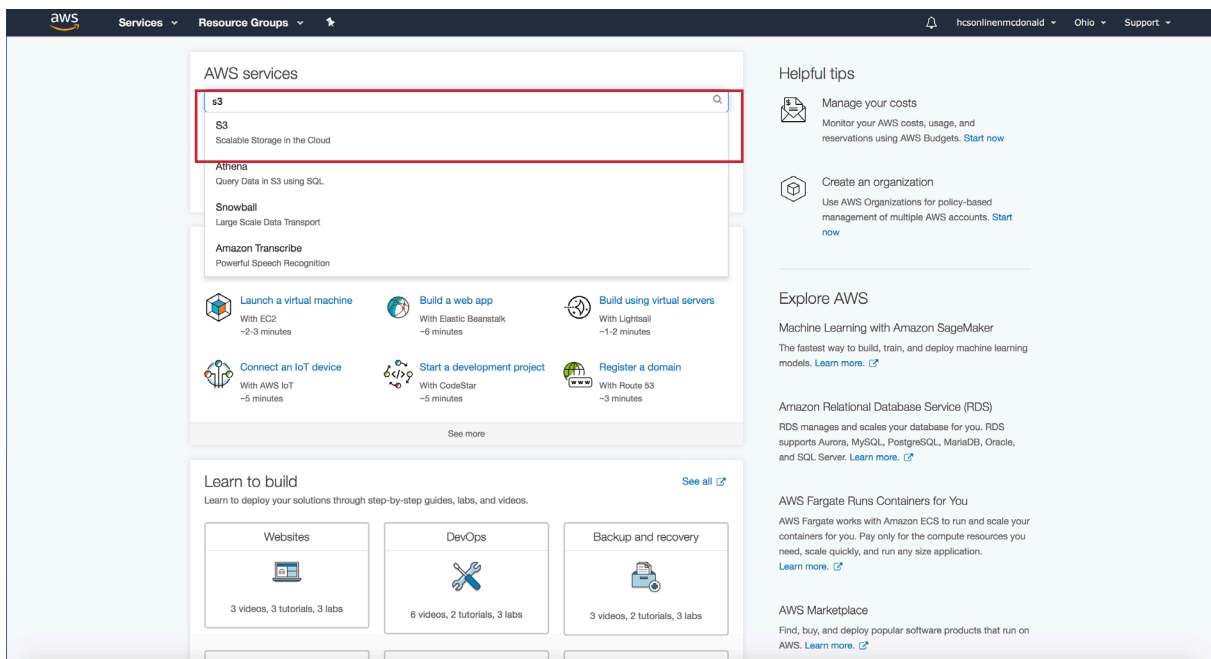 aws Services Resource Groups hcsonlinenmcdonald Ohio Support
AWS services
s3
S3
Scalable Storage in the Cloud
Athena
Query Data in S3 using SQL
Snowball
Large Scale Data Transport
Amazon Transcribe
Powerful Speech Recognition
Launch a virtual machine
With EC2
~2-3 minutes
Build a web app
With Elastic Beanstalk
~6 minutes
Build using virtual servers
With Lightsail
~1-2 minutes
Connect an IoT device
With AWS IoT
~5 minutes
Start a development project
With CodeStar
~5 minutes
Register a domain
With Route 53
~3 minutes
See more
Learn to build
See all
Learn to deploy your solutions through step-by-step guides, labs, and videos.
Websites
3 videos, 3 tutorials, 3 labs
DevOps
6 videos, 2 tutorials, 3 labs
Backup and recovery
3 videos, 2 tutorials, 3 labs
Helpful tips
Manage your costs
Monitor your AWS costs, usage, and
reservations using AWS Budgets. Start now
Create an organization
Use AWS Organizations for policy-based
management of multiple AWS accounts. Start
now
Explore AWS
Machine Learning with Amazon SageMaker
The fastest way to build, train, and deploy machine learning
models. Learn more.
Amazon Relational Database Service (RDS)
RDS manages and scales your database for you. RDS
supports Aurora, MySQL, PostgreSQL, MariaDB, Oracle,
and SQL Server. Learn more.
AWS Fargate Runs Containers for You
AWS Fargate works with Amazon ECS to run and scale your
containers for you. Pay only for the compute resources you
need, scale quickly, and run any size application.
Learn more.
AWS Marketplace
Find, buy, and deploy popular software products that run on
AWS. Learn more.